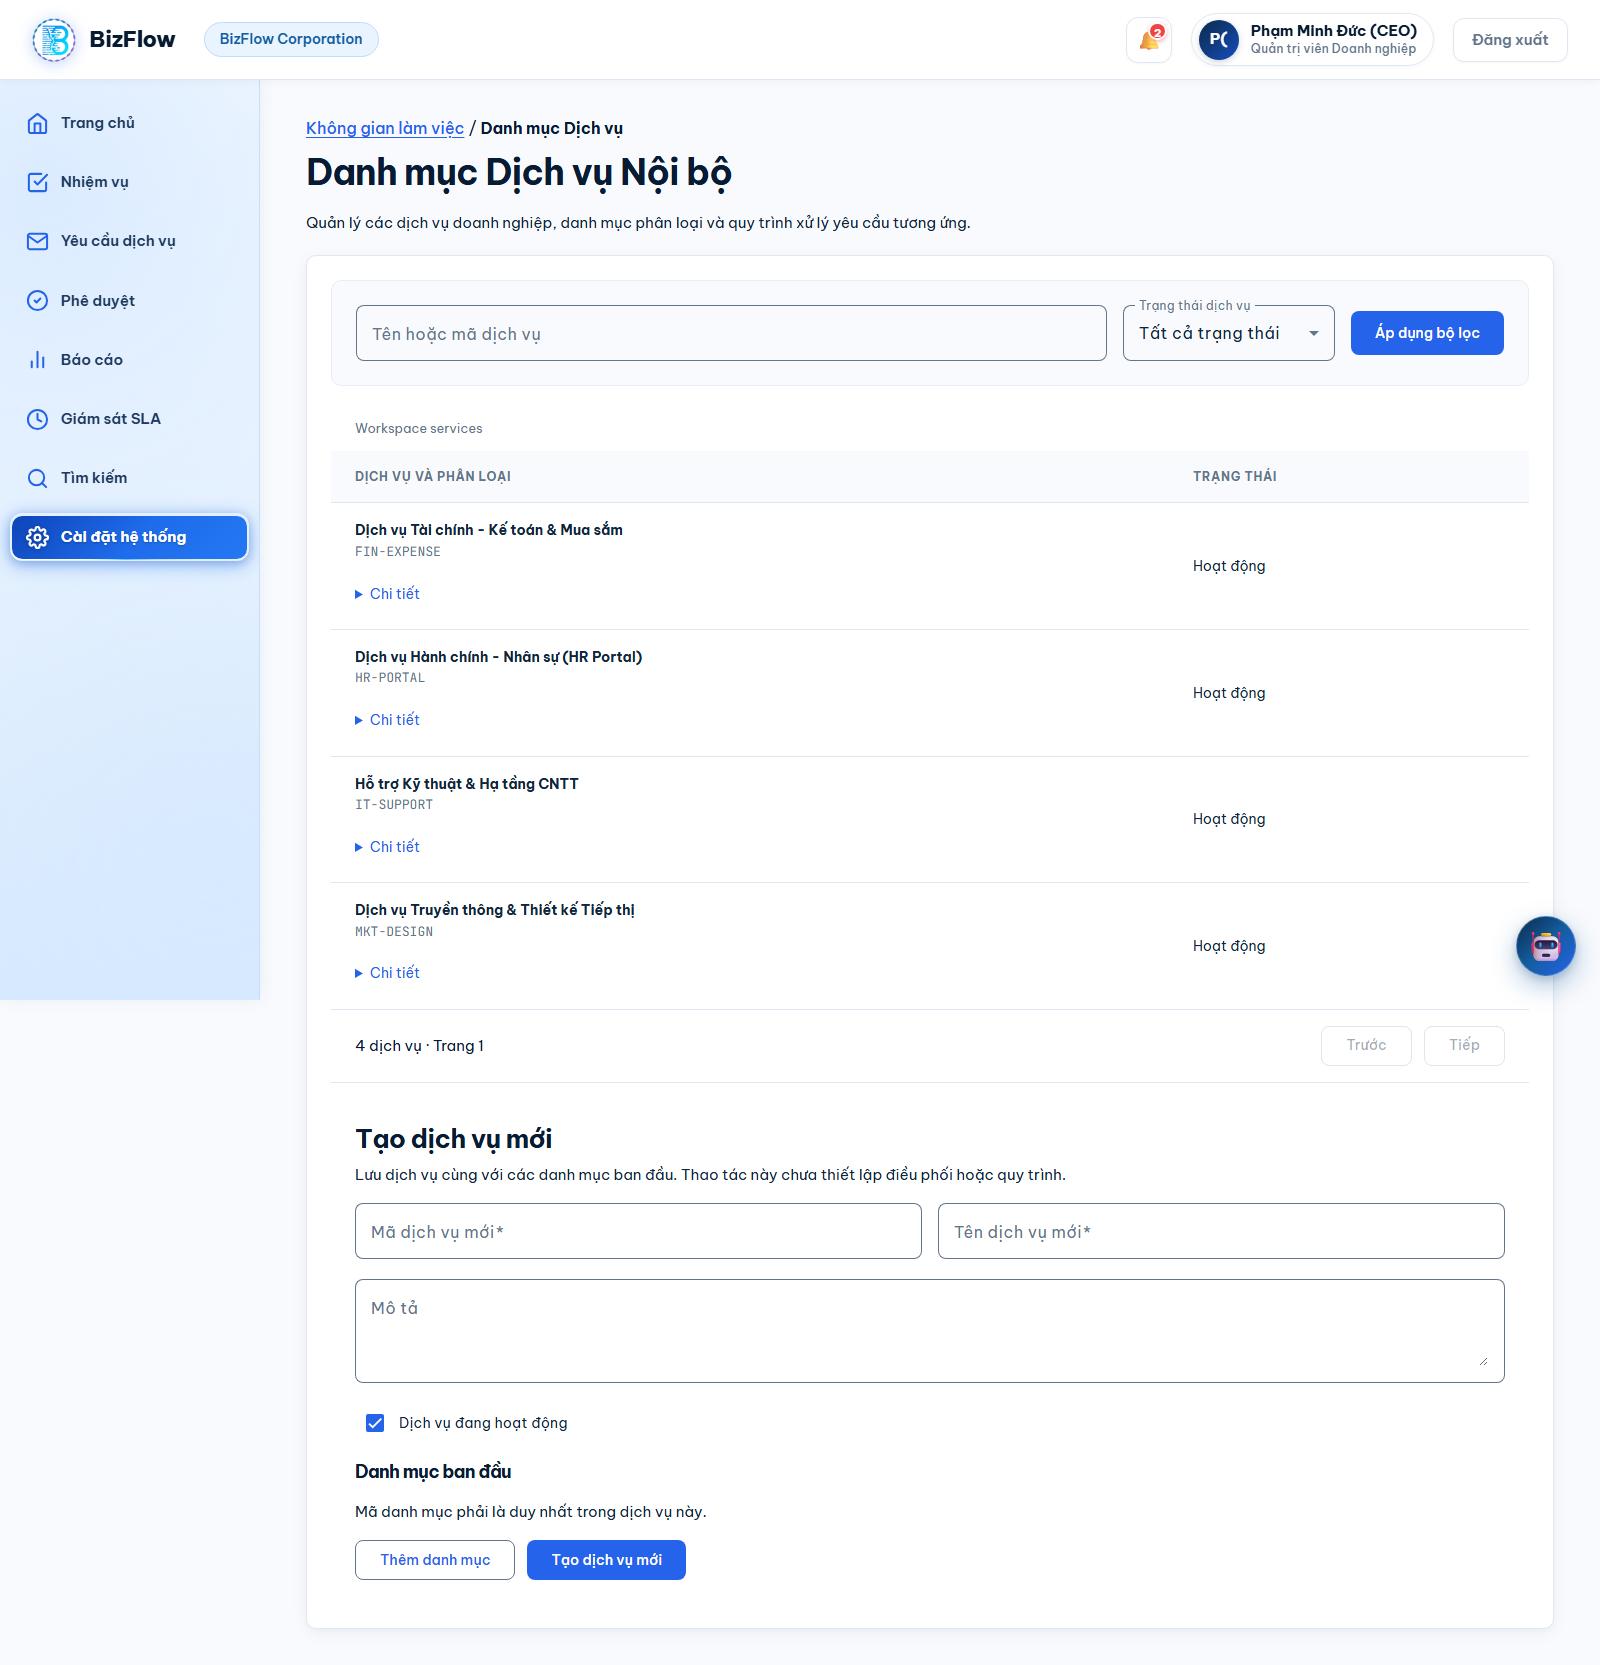 BizFlow
BizFlow Corporation
2
P(
Phạm Minh Đức (CEO)
Quản trị viên Doanh nghiệp
Đăng xuất
Trang chủ
Nhiệm vụ
Yêu cầu dịch vụ
Phê duyệt
Báo cáo
Giám sát SLA
Tìm kiếm
Cài đặt hệ thống
Không gian làm việc / Danh mục Dịch vụ
Danh mục Dịch vụ Nội bộ
Quản lý các dịch vụ doanh nghiệp, danh mục phân loại và quy trình xử lý yêu cầu tương ứng.
Tên hoặc mã dịch vụ
Trạng thái dịch vụ
Tất cả trạng thái
Áp dụng bộ lọc
Workspace services
DỊCH VỤ VÀ PHÂN LOẠI
TRẠNG THÁI
Dịch vụ Tài chính - Kế toán & Mua sắm
FIN-EXPENSE
Chi tiết
Hoạt động
Dịch vụ Hành chính - Nhân sự (HR Portal)
HR-PORTAL
Chi tiết
Hoạt động
Hỗ trợ Kỹ thuật & Hạ tầng CNTT
IT-SUPPORT
Chi tiết
Hoạt động
Dịch vụ Truyền thông & Thiết kế Tiếp thị
MKT-DESIGN
Chi tiết
Hoạt động
4 dịch vụ · Trang 1
Trước
Tiếp
Tạo dịch vụ mới
Lưu dịch vụ cùng với các danh mục ban đầu. Thao tác này chưa thiết lập điều phối hoặc quy trình.
Mã dịch vụ mới*
Tên dịch vụ mới*
Mô tả
Dịch vụ đang hoạt động
Danh mục ban đầu
Mã danh mục phải là duy nhất trong dịch vụ này.
Thêm danh mục
Tạo dịch vụ mới